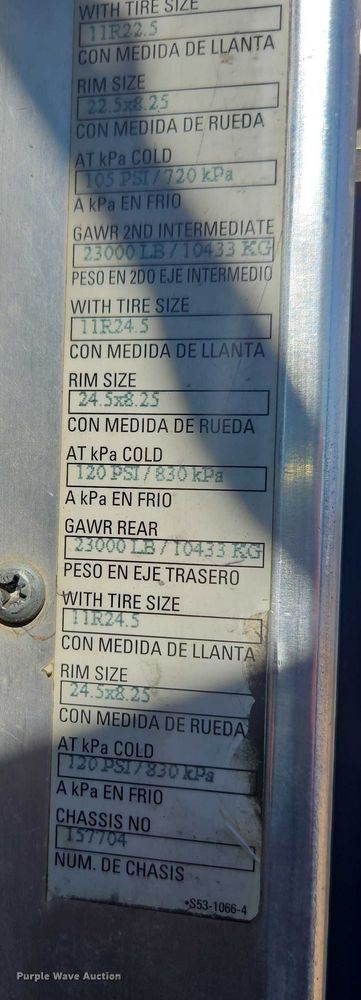 WITH TIRE SIZE
11R22.5
CON MEDIDA DE LLANTA
RIM SIZE
22.5x8.25
CON MEDIDA DE RUEDA
AT kPa COLD
105 PSI / 720 kPa
A kPa EN FRIO
GAWR 2ND INTERMEDIATE
23000 LB / 10433 KG
PESO EN 2DO EJE INTERMEDIO
WITH TIRE SIZE
11R24.5
CON MEDIDA DE LLANTA
RIM SIZE
24.5x8.25
CON MEDIDA DE RUEDA
AT kPa COLD
120 PSI / 830 kPa
A kPa EN FRIO
GAWR REAR
23000 LB / 10433 KG
PESO EN EJE TRASERO
WITH TIRE SIZE
11R24.5
CON MEDIDA DE LLANTA
RIM SIZE
24.5x8.25
CON MEDIDA DE RUEDA
AT kPa COLD
120 PSI / 830 kPa
A kPa EN FRIO
CHASSIS NO
157704
NUM. DE CHASIS
•S53-1066-4
Purple Wave Auction